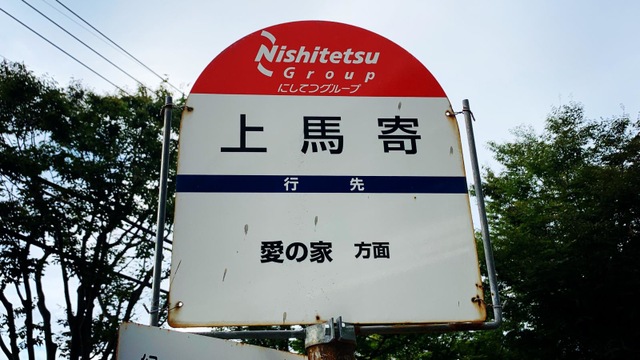 Nishitetsu
Group
にしてつグループ
上馬寄
行先
愛の家 方面